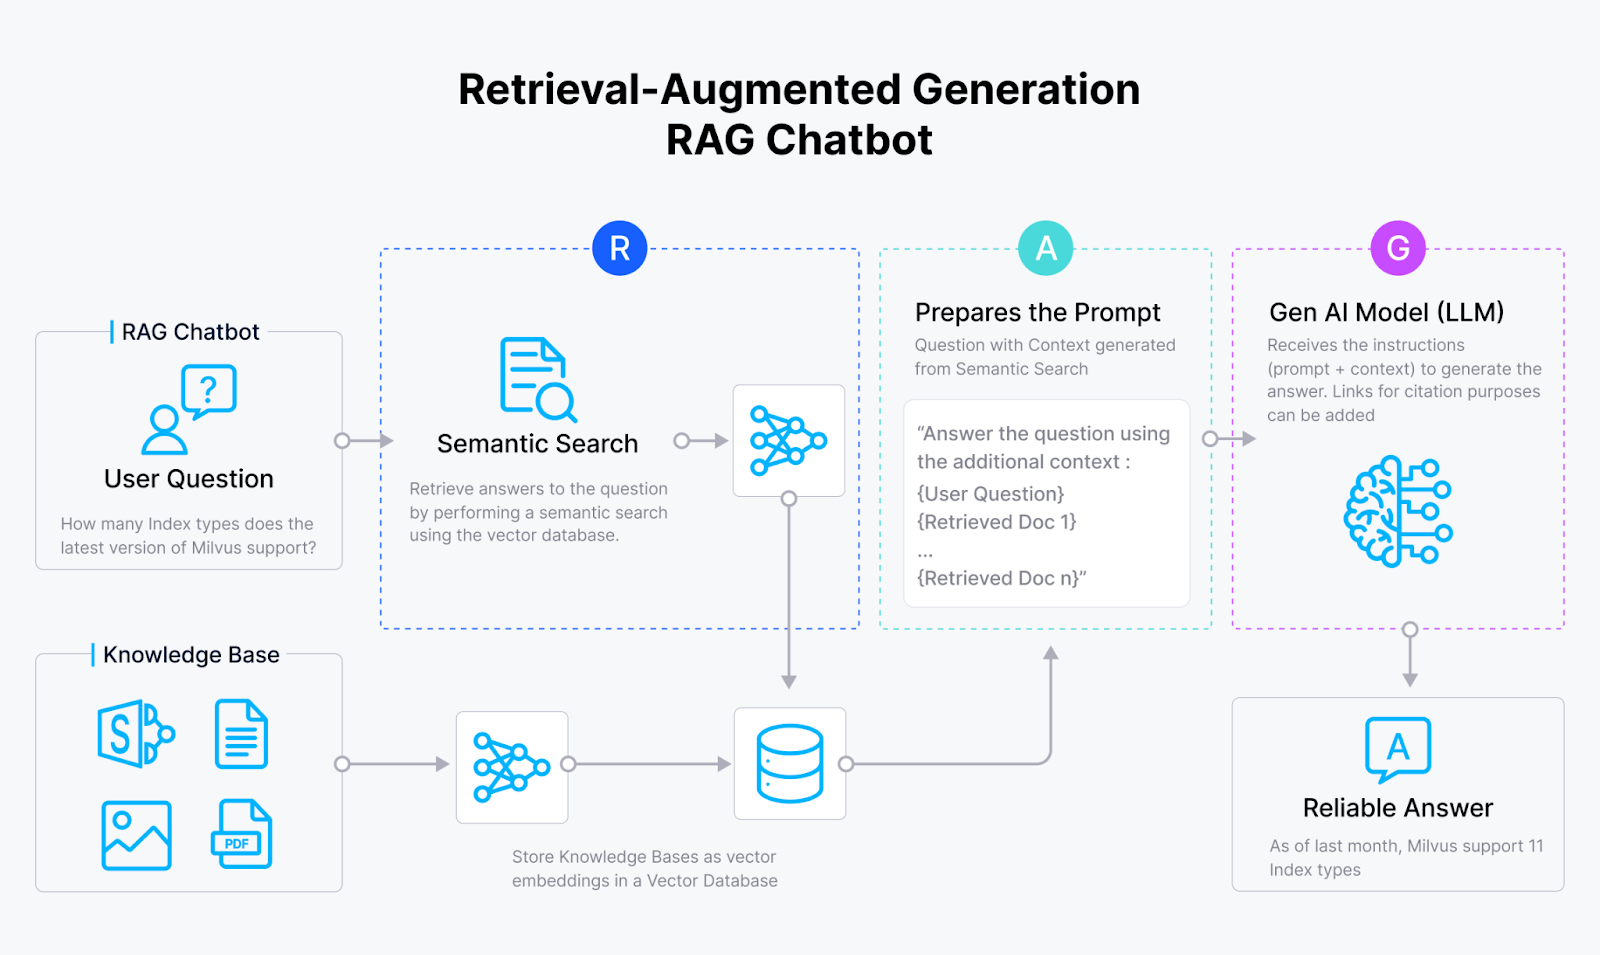 Retrieval-Augmented Generation
RAG Chatbot
RAG Chatbot
?
User Question
How many Index types does the
latest version of Milvus support?
R
Semantic Search
Retrieve answers to the question
by performing a semantic search
using the vector database.
A
Prepares the Prompt
Question with Context generated
from Semantic Search
“Answer the question using
the additional context :
{User Question}
{Retrieved Doc 1}
...
{Retrieved Doc n}”
G
Gen AI Model (LLM)
Receives the instructions
(prompt + context) to generate the
answer. Links for citation purposes
can be added
Knowledge Base
S
PDF
Store Knowledge Bases as vector
embeddings in a Vector Database
A
Reliable Answer
As of last month, Milvus support 11
Index types